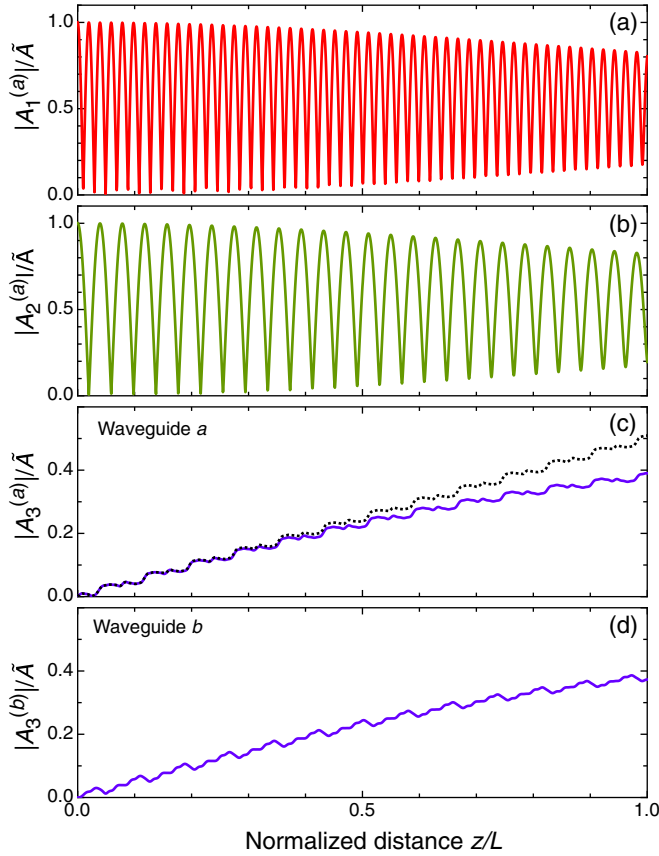 (a)
|A₁⁽ᵃ⁾|/Ã
1.0
0.5
0.0
(b)
|A₂⁽ᵃ⁾|/Ã
1.0
0.5
0.0
Waveguide a
(c)
|A₃⁽ᵃ⁾|/Ã
0.4
0.2
0.0
Waveguide b
(d)
|A₃⁽ᵇ⁾|/Ã
0.4
0.2
0.0
0.0 0.5 1.0
Normalized distance z/L